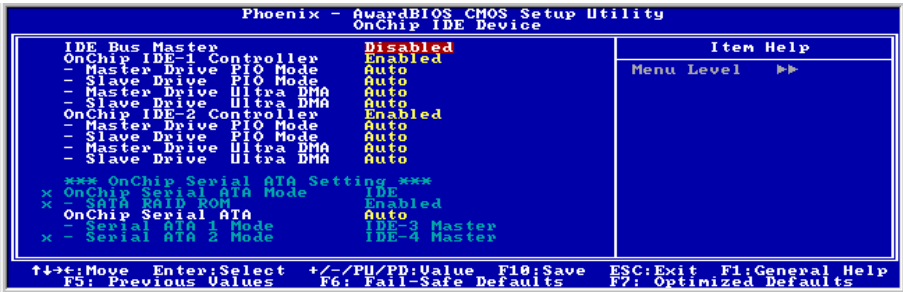 Phoenix - AwardBIOS CMOS Setup Utility
OnChip IDE Device
IDE Bus Master Disabled
OnChip IDE-1 Controller Enabled
- Master Drive PIO Mode Auto
- Slave Drive PIO Mode Auto
- Master Drive Ultra DMA Auto
- Slave Drive Ultra DMA Auto
OnChip IDE-2 Controller Enabled
- Master Drive PIO Mode Auto
- Slave Drive PIO Mode Auto
- Master Drive Ultra DMA Auto
- Slave Drive Ultra DMA Auto
*** OnChip Serial ATA Setting ***
x OnChip Serial ATA Mode IDE
x - SATA RAID ROM Enabled
OnChip Serial ATA Auto
- Serial ATA 1 Mode IDE-3 Master
x - Serial ATA 2 Mode IDE-4 Master
Item Help
Menu Level ▶▶
↑↓→←:Move Enter:Select +/-/PU/PD:Value F10:Save ESC:Exit F1:General Help
F5: Previous Values F6: Fail-Safe Defaults F7: Optimized Defaults